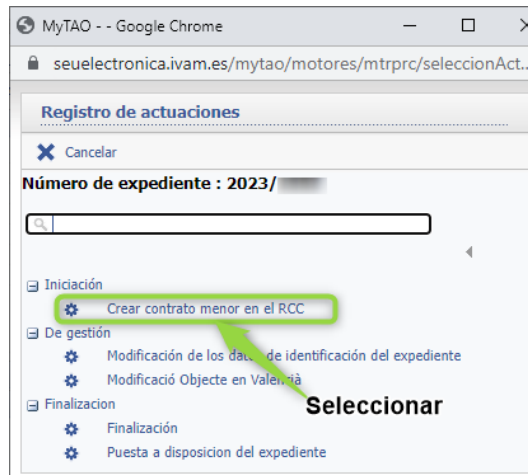 MyTAO - - Google Chrome
seuelectronica.ivam.es/mytao/motores/mtrprc/seleccionAct...
Registro de actuaciones
Cancelar
Número de expediente : 2023/
Iniciación
Crear contrato menor en el RCC
De gestión
Modificación de los datos de identificación del expediente
Modificació Objecte en Valencià
Seleccionar
Finalizacion
Finalización
Puesta a disposicion del expediente